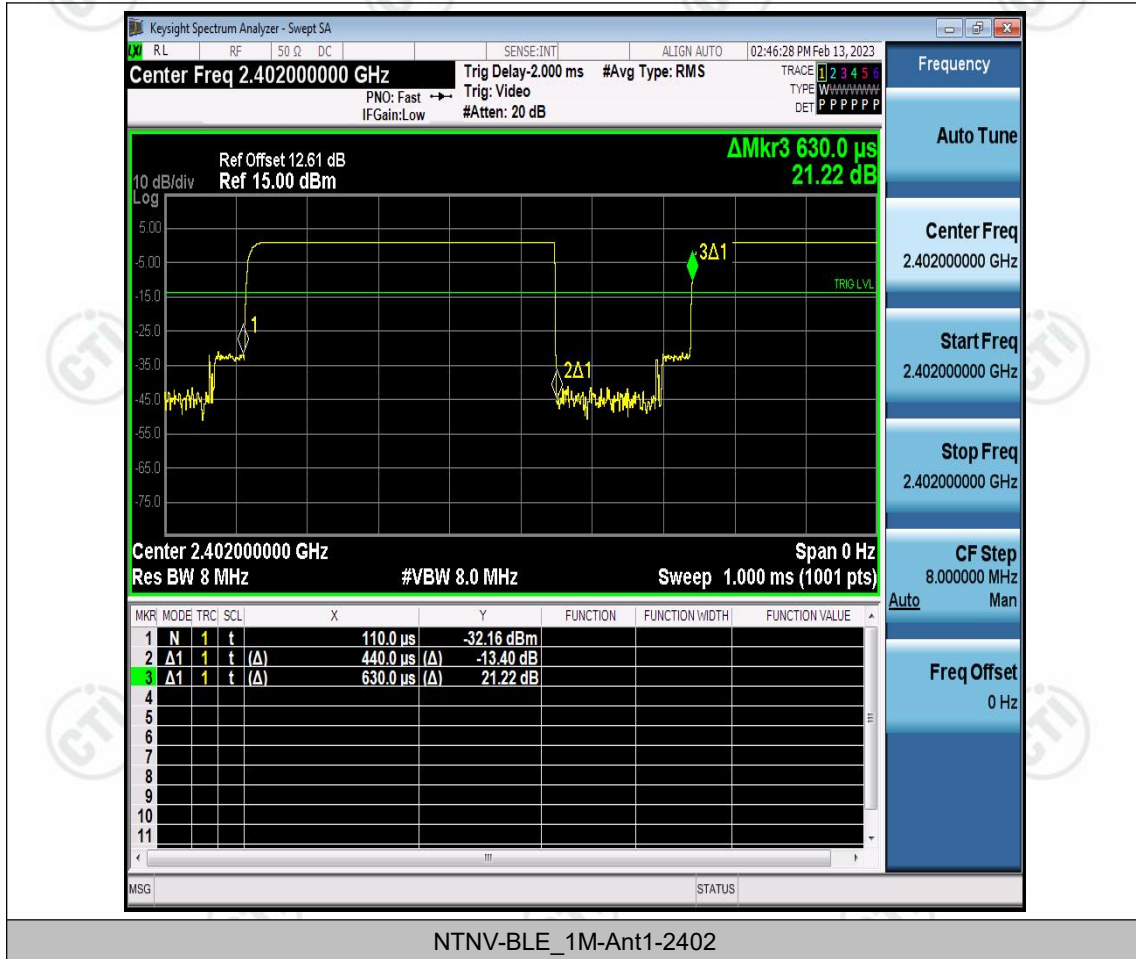 Keysight Spectrum Analyzer - Swept SA
LXI RL RF 50 Ω DC SENSE:INT ALIGN AUTO 02:46:28 PM Feb 13, 2023
Center Freq 2.402000000 GHz Trig Delay-2.000 ms #Avg Type: RMS TRACE 1 2 3 4 5 6
PNO: Fast Trig: Video TYPE WWWWWW
IFGain:Low #Atten: 20 dB DET P P P P P P
Frequency
ΔMkr3 630.0 µs
Ref Offset 12.61 dB
10 dB/div Ref 15.00 dBm 21.22 dB
Log
5.00
-5.00
-15.0
-25.0
-35.0
-45.0
-55.0
-65.0
-75.0
1
2Δ1
3Δ1
TRIG LVL
Center 2.402000000 GHz Span 0 Hz
Res BW 8 MHz #VBW 8.0 MHz Sweep 1.000 ms (1001 pts)
MKR MODE TRC SCL X Y FUNCTION FUNCTION WIDTH FUNCTION VALUE
1 N 1 t 110.0 µs -32.16 dBm
2 Δ1 1 t (Δ) 440.0 µs (Δ) -13.40 dB
3 Δ1 1 t (Δ) 630.0 µs (Δ) 21.22 dB
4
5
6
7
8
9
10
11
MSG STATUS
Auto Tune
Center Freq
2.402000000 GHz
Start Freq
2.402000000 GHz
Stop Freq
2.402000000 GHz
CF Step
8.000000 MHz
Auto Man
Freq Offset
0 Hz
CTI
CTI
CTI
CTI
NTNV-BLE_1M-Ant1-2402